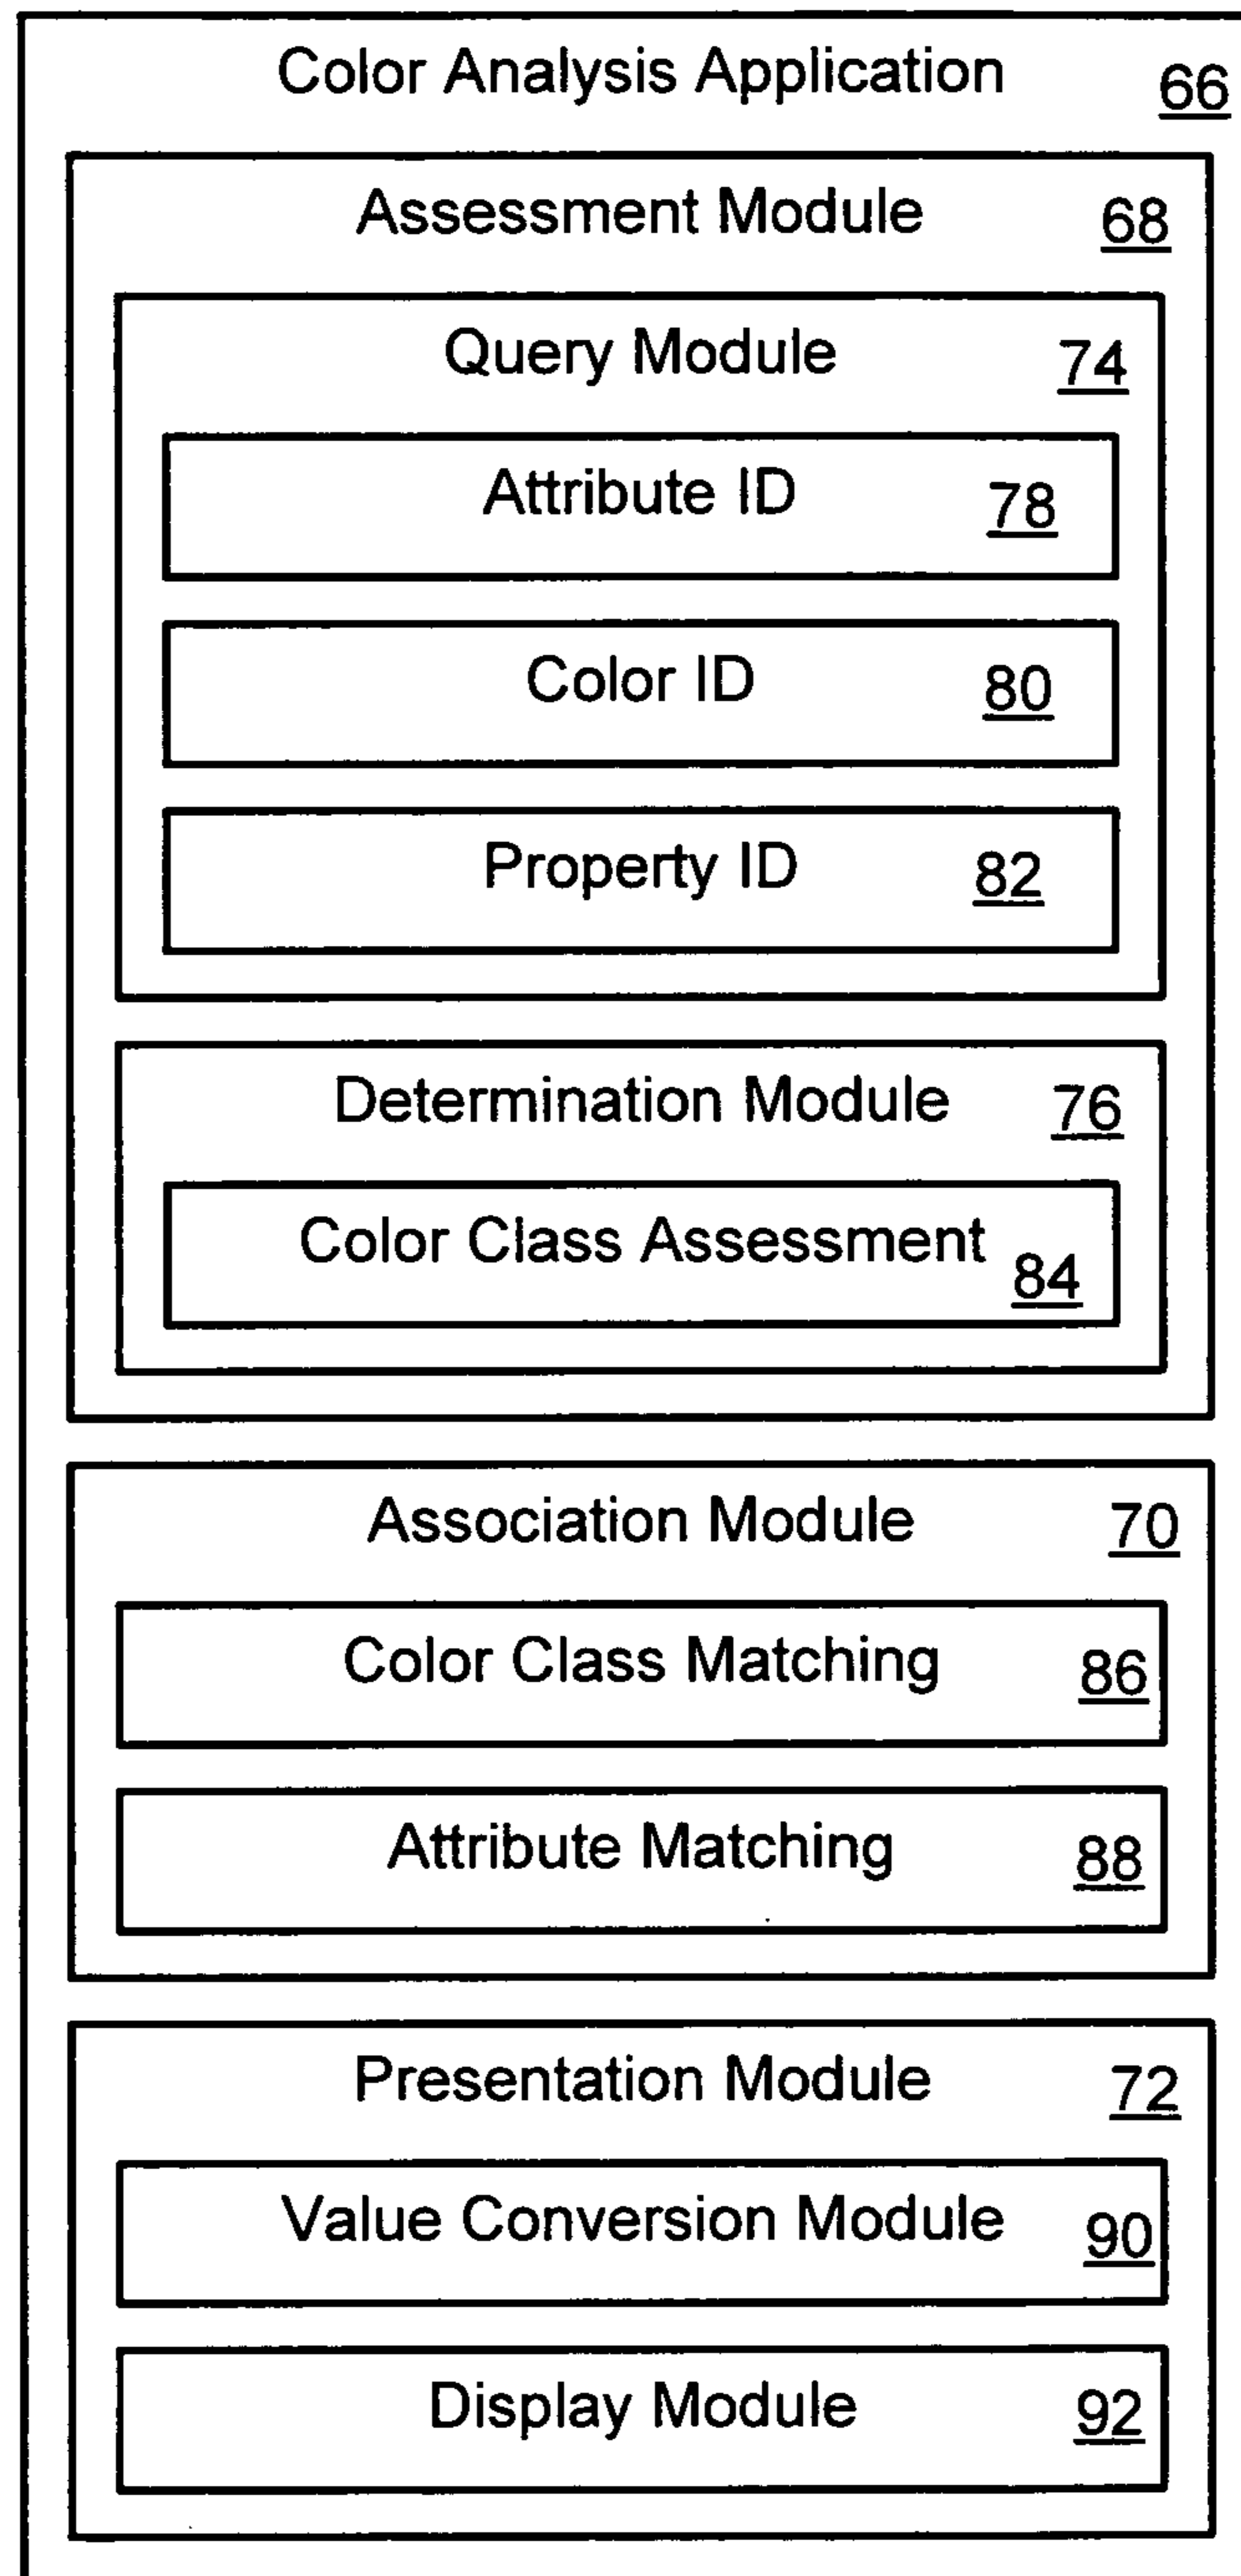 Color Analysis Application 66
Assessment Module 68
Query Module 74
Attribute ID 78
Color ID 80
Property ID 82
Determination Module 76
Color Class Assessment 84
Association Module 70
Color Class Matching 86
Attribute Matching 88
Presentation Module 72
Value Conversion Module 90
Display Module 92